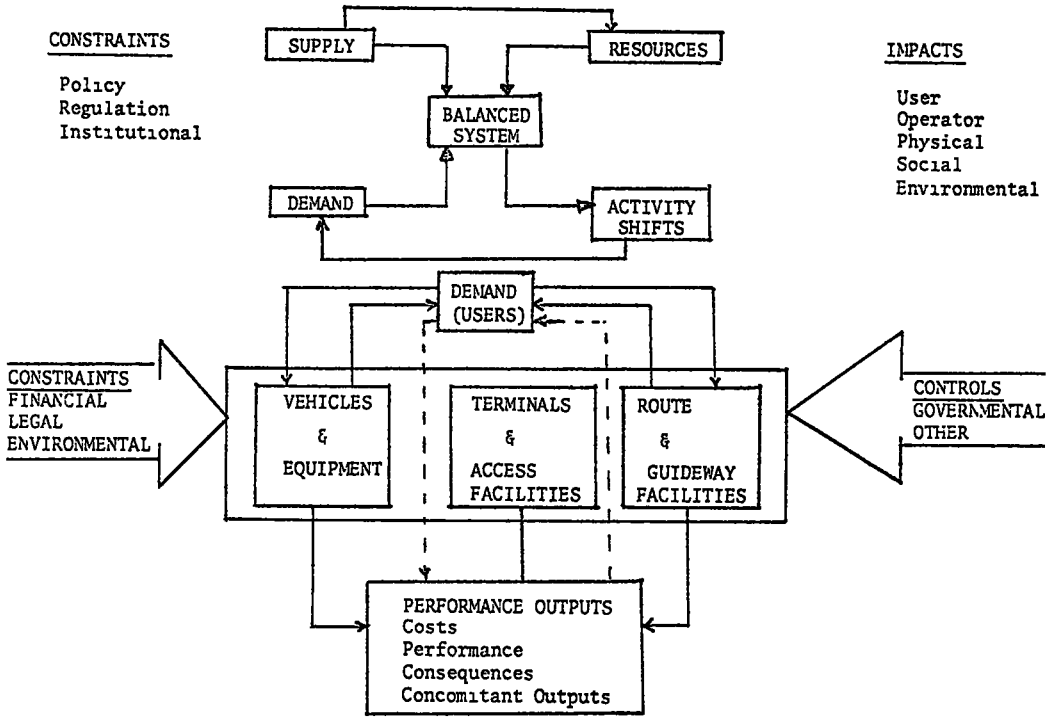 CONSTRAINTS
Policy
Regulation
Institutional
SUPPLY
RESOURCES
IMPACTS
User
Operator
Physical
Social
Environmental
BALANCED
SYSTEM
DEMAND
ACTIVITY
SHIFTS
DEMAND
(USERS)
CONSTRAINTS
FINANCIAL
LEGAL
ENVIRONMENTAL
VEHICLES
&
EQUIPMENT
TERMINALS
&
ACCESS
FACILITIES
ROUTE
&
GUIDEWAY
FACILITIES
CONTROLS
GOVERNMENTAL
OTHER
PERFORMANCE OUTPUTS
Costs
Performance
Consequences
Concomitant Outputs